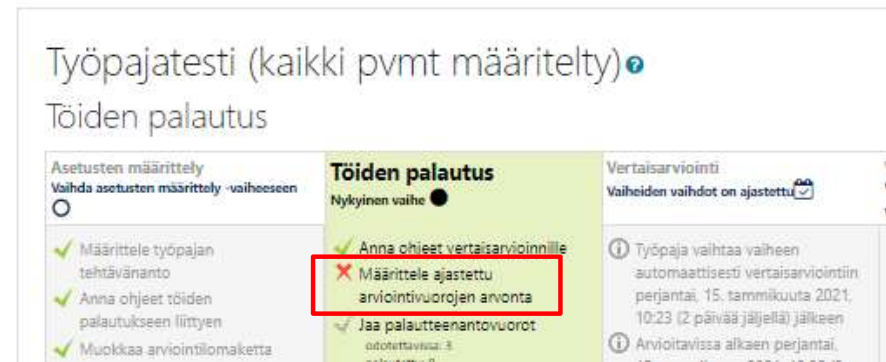 Työpajatesti (kaikki pvmt määritelty)
Töiden palautus
Asetusten määrittely
Vaihda asetusten määrittely -vaiheeseen
Määrittele työpajan
tehtävänanto
Anna ohjeet töiden
palautukseen liittyen
Muokkaa arviointilomaketta
Töiden palautus
Nykyinen vaihe
Anna ohjeet vertaisarvioinnille
Määrittele ajastettu
arviointivuorojen arvonta
Jaa palautteenantovuorot
odotettavissa: 3
Vertaisarviointi
Vaiheiden vaihdot on ajastettu
Työpaja vaihtaa vaiheen
automaattisesti vertaisarviointiin
perjantai, 15. tammikuuta 2021,
10:23 (2 päivää jäljellä) jälkeen
Arvioitavissa alkaen perjantai,